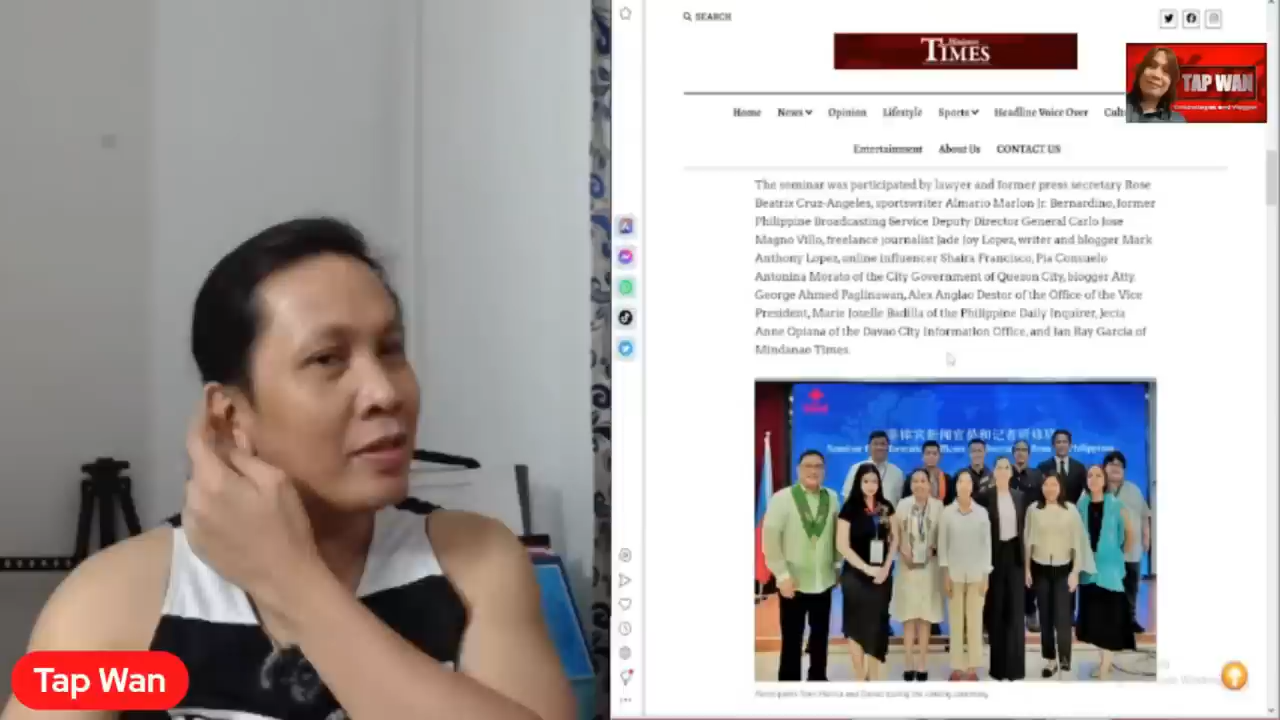 SEARCH
Mindanao
TIMES
TAP WAN
Home News Opinion Lifestyle Sports Headline Voice Over
Entertainment About Us CONTACT US
The seminar was participated by lawyer and former press secretary Rose
Beatrix Cruz-Angeles, sportswriter Almario Marlon Jr. Bernardino, former
Philippine Broadcasting Service Deputy Director General Carlo Jose
Magno Villo, freelance journalist Jade Joy Lopez, writer and blogger Mark
Anthony Lopez, online influencer Shaira Francisco, Pia Consuelo
Antonina Morato of the City Government of Quezon City, blogger Atty.
George Ahmed Paglinawan, Alex Anglao Destor of the Office of the Vice
President, Marie Joselle Badilla of the Philippine Daily Inquirer, Jecia
Anne Opiana of the Davao City Information Office, and Ian Ray Garcia of
Mindanao Times.
Tap Wan